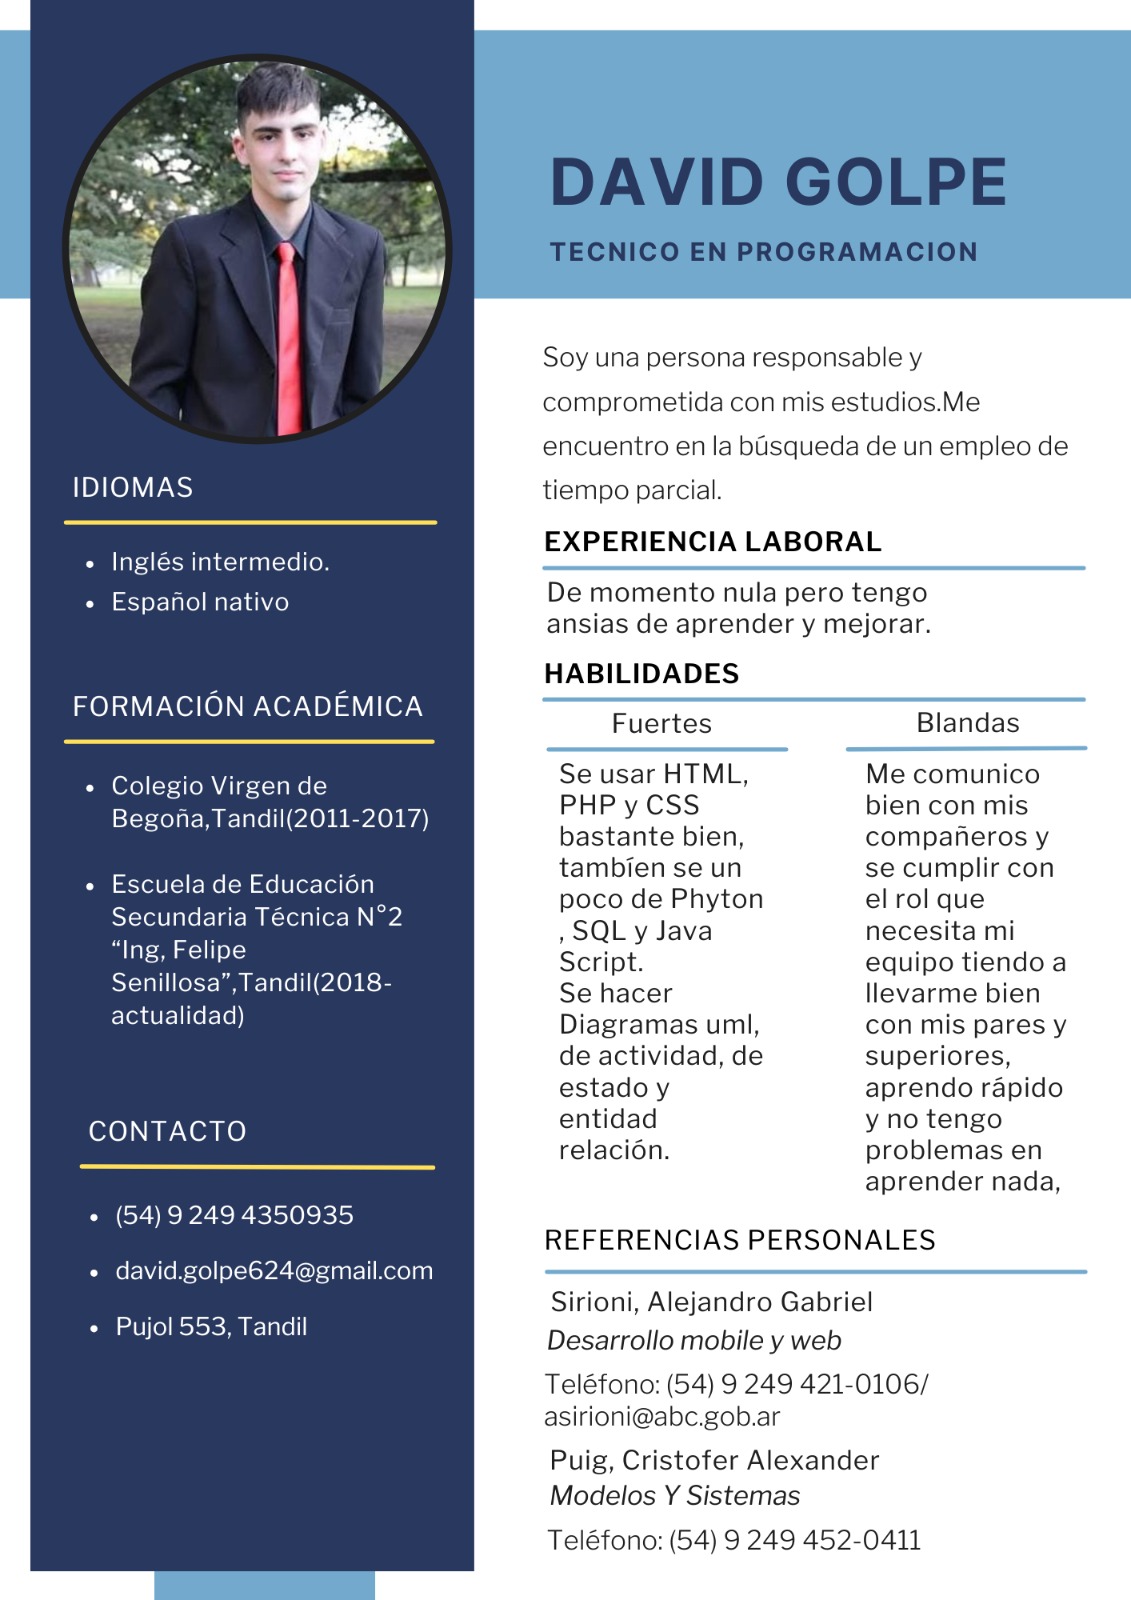 DAVID GOLPE
TECNICO EN PROGRAMACION
IDIOMAS
• Inglés intermedio.
• Español nativo
FORMACIÓN ACADÉMICA
• Colegio Virgen de
Begoña,Tandil(2011-2017)
• Escuela de Educación
Secundaria Técnica N°2
“Ing, Felipe
Senillosa”,Tandil(2018-
actualidad)
CONTACTO
• (54) 9 249 4350935
• david.golpe624@gmail.com
• Pujol 553, Tandil
Soy una persona responsable y
comprometida con mis estudios.Me
encuentro en la búsqueda de un empleo de
tiempo parcial.
EXPERIENCIA LABORAL
De momento nula pero tengo
ansias de aprender y mejorar.
HABILIDADES
Fuertes
Se usar HTML,
PHP y CSS
bastante bien,
tambíen se un
poco de Phyton
, SQL y Java
Script.
Se hacer
Diagramas uml,
de actividad, de
estado y
entidad
relación.
Blandas
Me comunico
bien con mis
compañeros y
se cumplir con
el rol que
necesita mi
equipo tiendo a
llevarme bien
con mis pares y
superiores,
aprendo rápido
y no tengo
problemas en
aprender nada,
REFERENCIAS PERSONALES
Sirioni, Alejandro Gabriel
Desarrollo mobile y web
Teléfono: (54) 9 249 421-0106/
asirioni@abc.gob.ar
Puig, Cristofer Alexander
Modelos Y Sistemas
Teléfono: (54) 9 249 452-0411